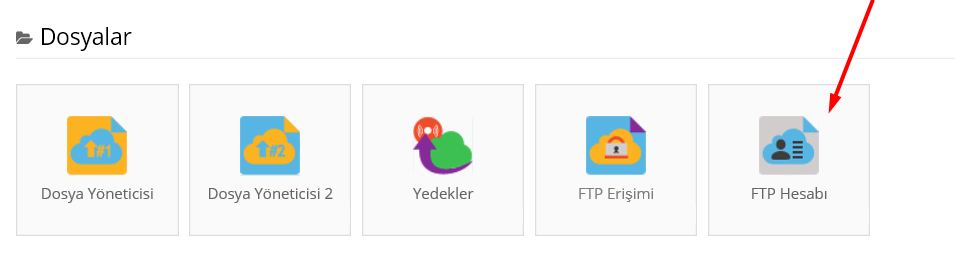 Dosyalar
#1
#2
Dosya Yöneticisi
Dosya Yöneticisi 2
Yedekler
FTP Erişimi
FTP Hesabı